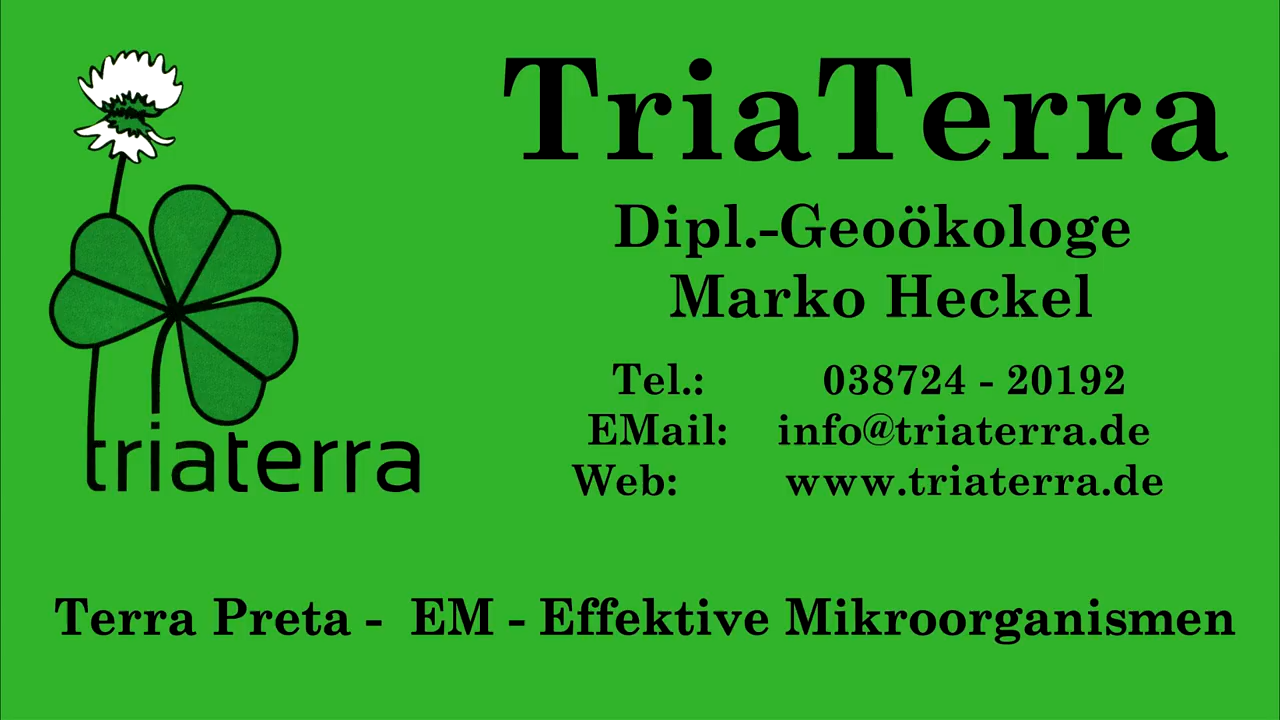 TriaTerra
Dipl.-Geoökologe
Marko Heckel
Tel.: 038724 - 20192
EMail: info@triaterra.de
Web: www.triaterra.de
triaterra
Terra Preta - EM - Effektive Mikroorganismen